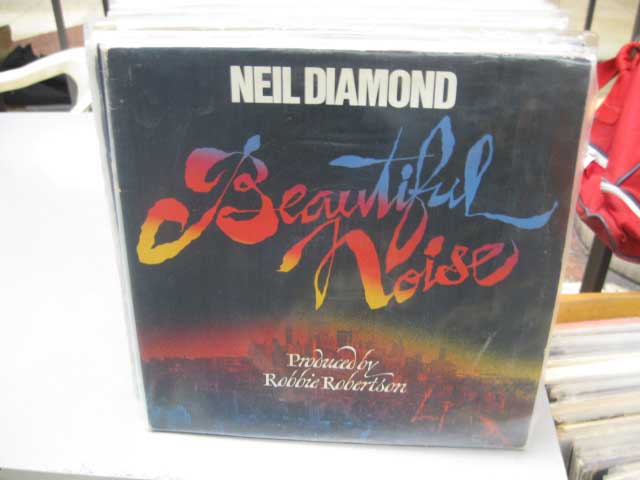 NEIL DIAMOND
Beautiful
Noise
Produced by
Robbie Robertson